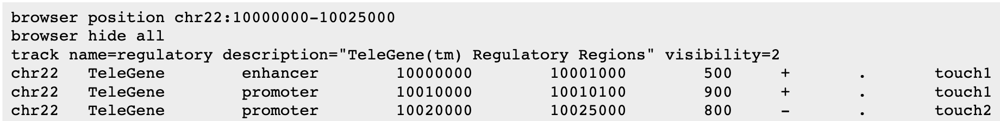 browser position chr22:10000000-10025000
browser hide all
track name=regulatory description="TeleGene(tm) Regulatory Regions" visibility=2
chr22 TeleGene enhancer 10000000 10001000 500 + . touch1
chr22 TeleGene promoter 10010000 10010100 900 + . touch1
chr22 TeleGene promoter 10020000 10025000 800 - . touch2